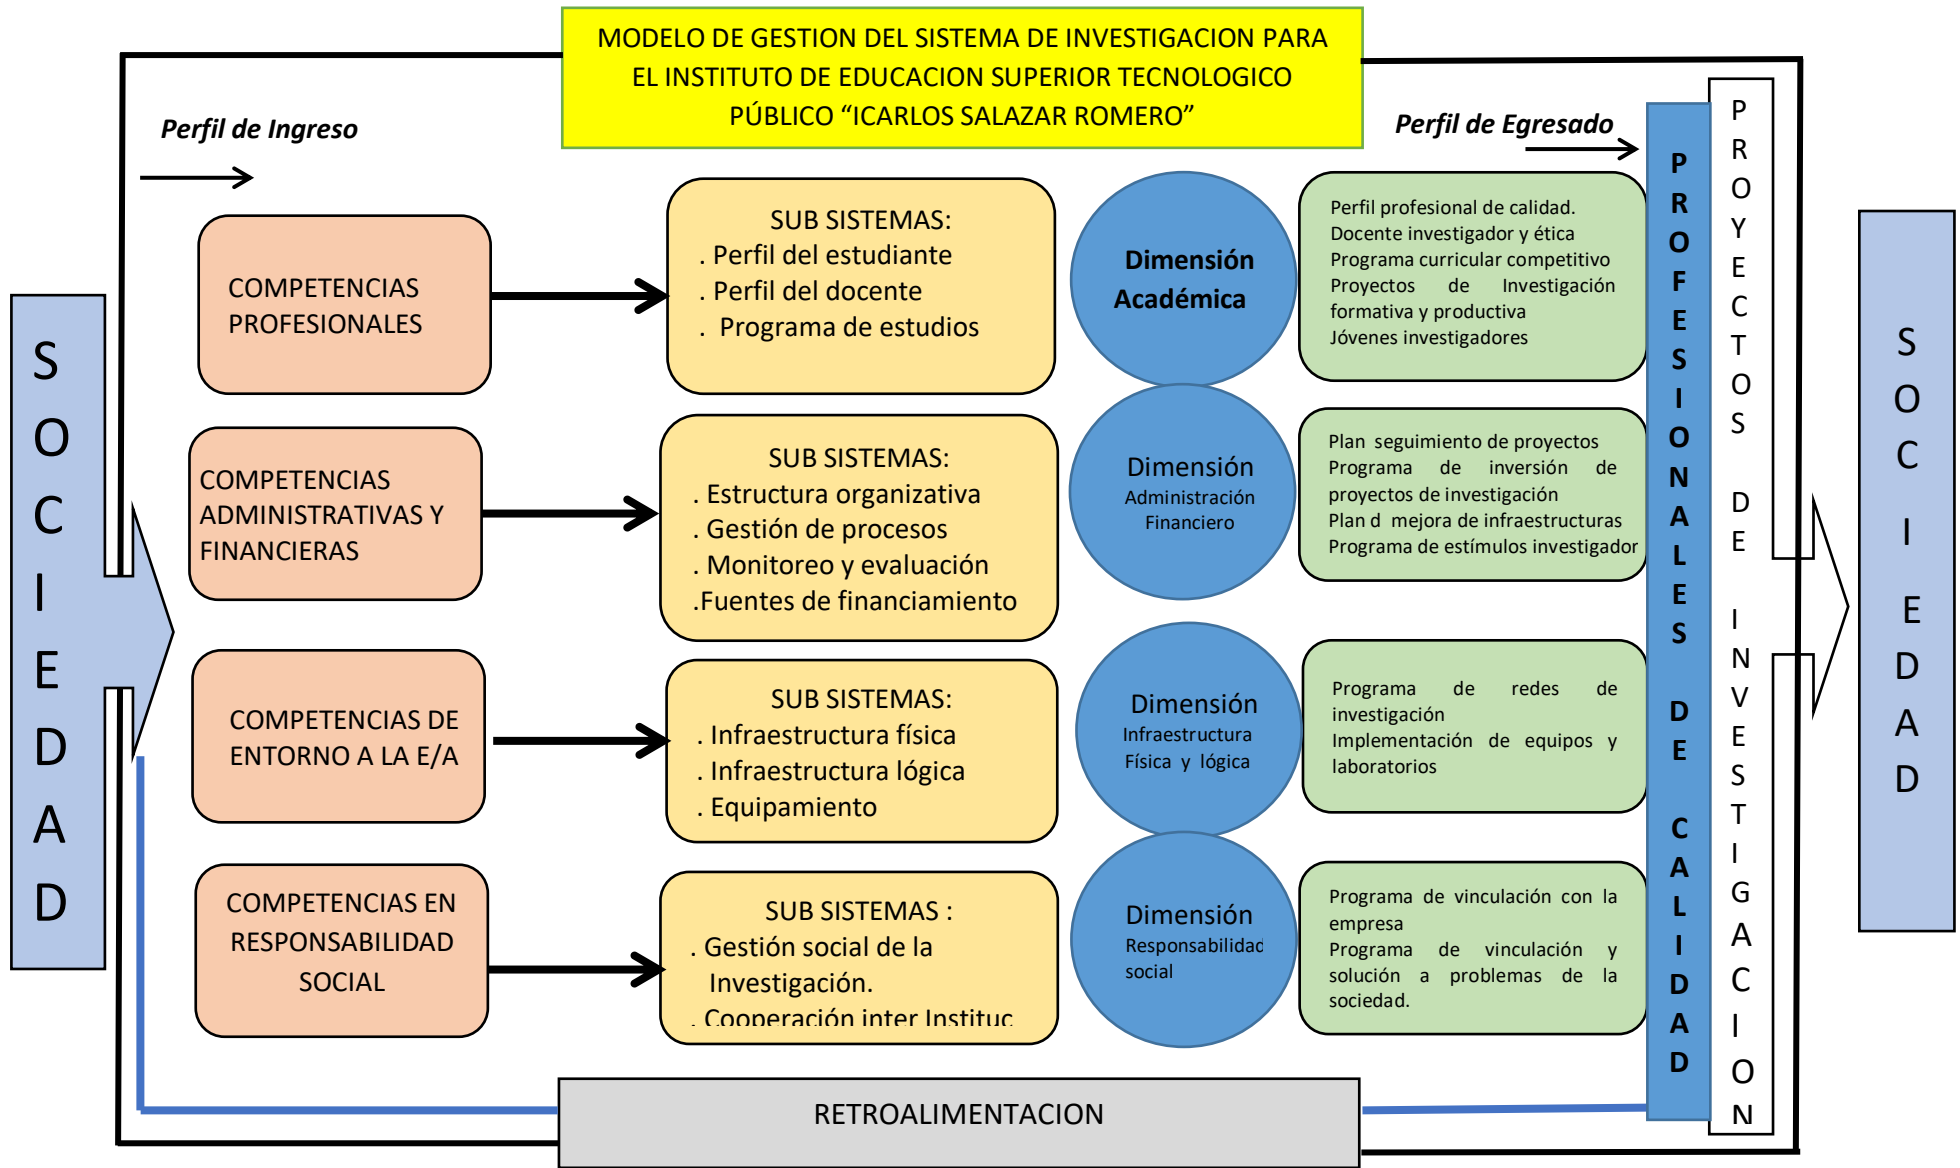 MODELO DE GESTION DEL SISTEMA DE INVESTIGACION PARA
EL INSTITUTO DE EDUCACION SUPERIOR TECNOLOGICO
PÚBLICO “ICARLOS SALAZAR ROMERO”
Perfil de Ingreso
Perfil de Egresado
SOCIEDAD
COMPETENCIAS
PROFESIONALES
SUB SISTEMAS:
. Perfil del estudiante
. Perfil del docente
. Programa de estudios
Dimensión
Académica
Perfil profesional de calidad.
Docente investigador y ética
Programa curricular competitivo
Proyectos de Investigación
formativa y productiva
Jóvenes investigadores
COMPETENCIAS
ADMINISTRATIVAS Y
FINANCIERAS
SUB SISTEMAS:
. Estructura organizativa
. Gestión de procesos
. Monitoreo y evaluación
.Fuentes de financiamiento
Dimensión
Administración
Financiero
Plan seguimiento de proyectos
Programa de inversión de
proyectos de investigación
Plan d mejora de infraestructuras
Programa de estímulos investigador
COMPETENCIAS DE
ENTORNO A LA E/A
SUB SISTEMAS:
. Infraestructura física
. Infraestructura lógica
. Equipamiento
Dimensión
Infraestructura
Física y lógica
Programa de redes de
investigación
Implementación de equipos y
laboratorios
COMPETENCIAS EN
RESPONSABILIDAD
SOCIAL
SUB SISTEMAS :
. Gestión social de la
Investigación.
. Cooperación inter Instituc
Dimensión
Responsabilidad
social
Programa de vinculación con la
empresa
Programa de vinculación y
solución a problemas de la
sociedad.
PROFESIONALES DE CALIDAD
PROYECTOS DE INVESTIGACION
SOCIEDAD
RETROALIMENTACION